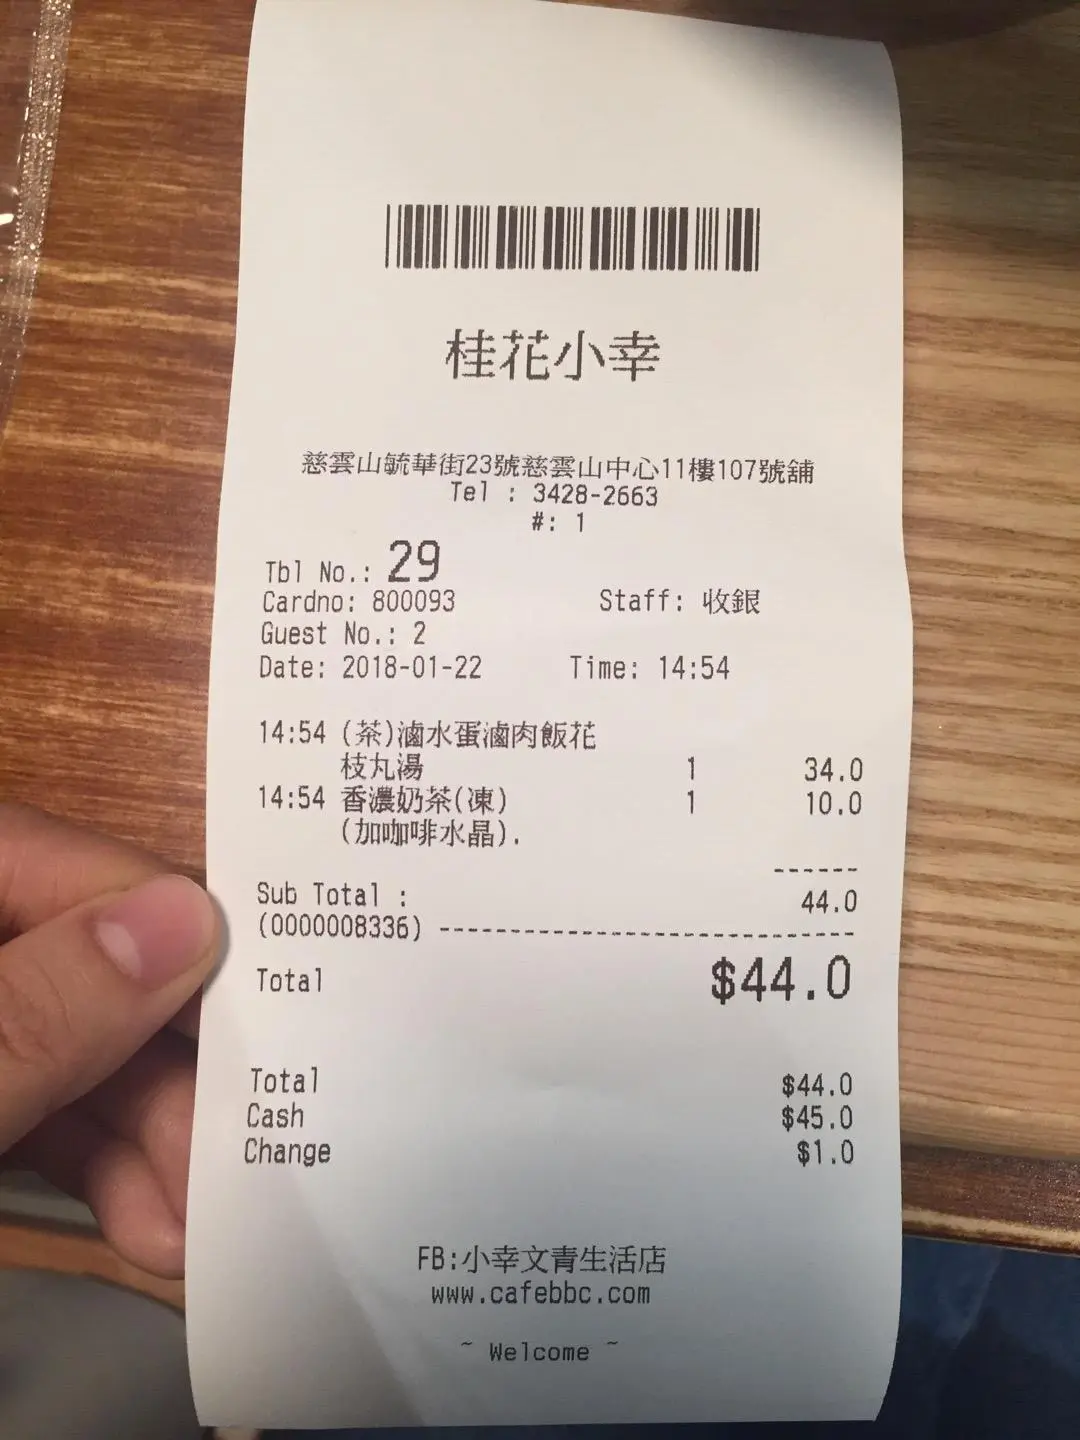 桂花小幸
慈雲山毓華街23號慈雲山中心11樓107號舖
Tel : 3428-2663
#: 1
Tbl No.: 29
Cardno: 800093 Staff: 收銀
Guest No.: 2
Date: 2018-01-22 Time: 14:54
14:54 (茶)滷水蛋滷肉飯花
枝丸湯 1 34.0
14:54 香濃奶茶(凍) 1 10.0
(加咖啡水晶).
------
Sub Total : 44.0
(0000008336) ------------------------------
Total $44.0
Total $44.0
Cash $45.0
Change $1.0
FB:小幸文青生活店
www.cafebbc.com
~ Welcome ~